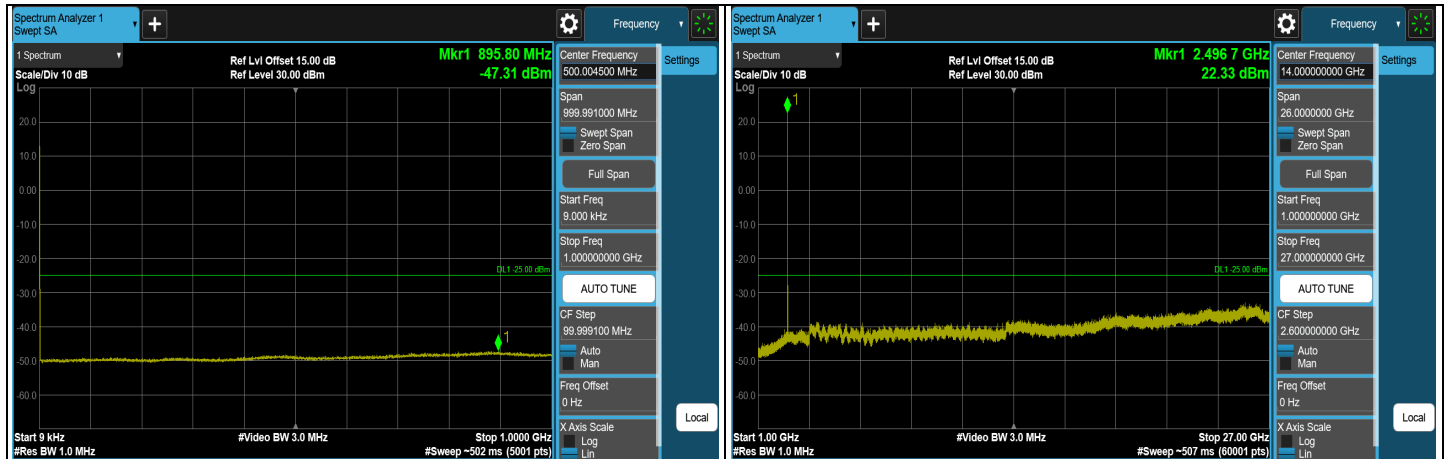 Spectrum Analyzer 1
Swept SA
+
Frequency
1 Spectrum
Scale/Div 10 dB
Log
Ref Lvl Offset 15.00 dB
Ref Level 30.00 dBm
Mkr1 895.80 MHz
-47.31 dBm
1
20.0
10.0
0.00
-10.0
-20.0
-30.0
-40.0
-50.0
-60.0
DL1 -25.00 dBm
Start 9 kHz
#Res BW 1.0 MHz
#Video BW 3.0 MHz
Stop 1.0000 GHz
#Sweep ~502 ms (5001 pts)
Center Frequency
500.004500 MHz
Settings
Span
999.991000 MHz
Swept Span
Zero Span
Full Span
Start Freq
9.000 kHz
Stop Freq
1.000000000 GHz
AUTO TUNE
CF Step
99.999100 MHz
Auto
Man
Freq Offset
0 Hz
X Axis Scale
Log
Lin
Local
Spectrum Analyzer 1
Swept SA
+
Frequency
1 Spectrum
Scale/Div 10 dB
Log
Ref Lvl Offset 15.00 dB
Ref Level 30.00 dBm
Mkr1 2.496 7 GHz
22.33 dBm
1
20.0
10.0
0.00
-10.0
-20.0
-30.0
-40.0
-50.0
-60.0
DL1 -25.00 dBm
Start 1.00 GHz
#Res BW 1.0 MHz
#Video BW 3.0 MHz
Stop 27.00 GHz
#Sweep ~507 ms (60001 pts)
Center Frequency
14.000000000 GHz
Settings
Span
26.0000000 GHz
Swept Span
Zero Span
Full Span
Start Freq
1.000000000 GHz
Stop Freq
27.000000000 GHz
AUTO TUNE
CF Step
2.600000000 GHz
Auto
Man
Freq Offset
0 Hz
X Axis Scale
Log
Lin
Local